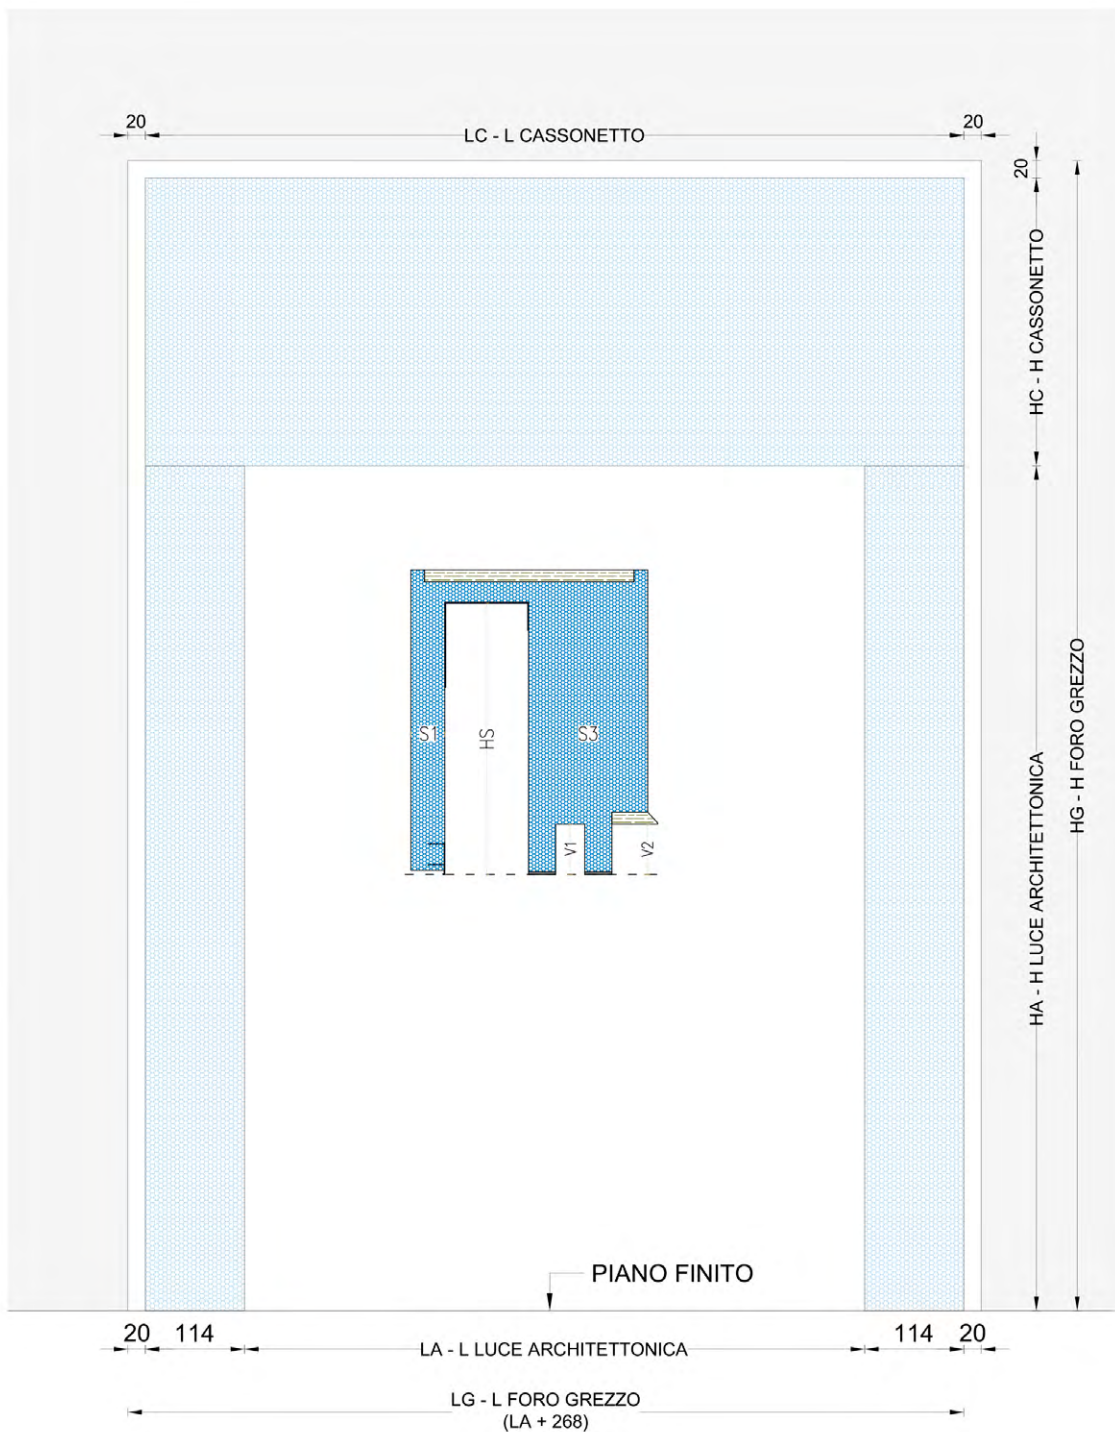 20
20
LC - L CASSONETTO
20
HC - H CASSONETTO
HG - H FORO GREZZO
HA - H LUCE ARCHITETTONICA
S1
HS
S3
V1
V2
PIANO FINITO
20 114
114 20
LA - L LUCE ARCHITETTONICA
LG - L FORO GREZZO
(LA + 268)